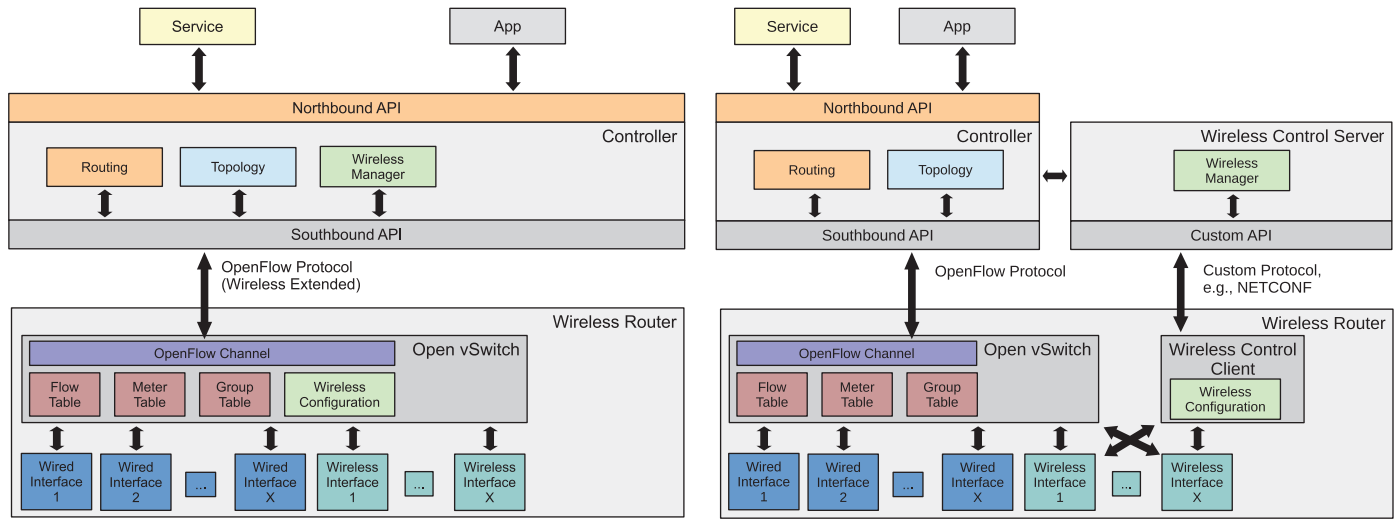 Service
App
Northbound API
Controller
Routing
Topology
Wireless
Manager
Southbound API
OpenFlow Protocol
(Wireless Extended)
Wireless Router
OpenFlow Channel
Open vSwitch
Flow
Table
Meter
Table
Group
Table
Wireless
Configuration
Wired
Interface
1
Wired
Interface
2
...
Wired
Interface
X
Wireless
Interface
1
...
Wireless
Interface
X
Service
App
Northbound API
Controller
Routing
Topology
Southbound API
Wireless Control Server
Wireless
Manager
Custom API
OpenFlow Protocol
Custom Protocol,
e.g., NETCONF
Wireless Router
OpenFlow Channel
Open vSwitch
Flow
Table
Meter
Table
Group
Table
Wireless Control
Client
Wireless
Configuration
Wired
Interface
1
Wired
Interface
2
...
Wired
Interface
X
Wireless
Interface
1
...
Wireless
Interface
X